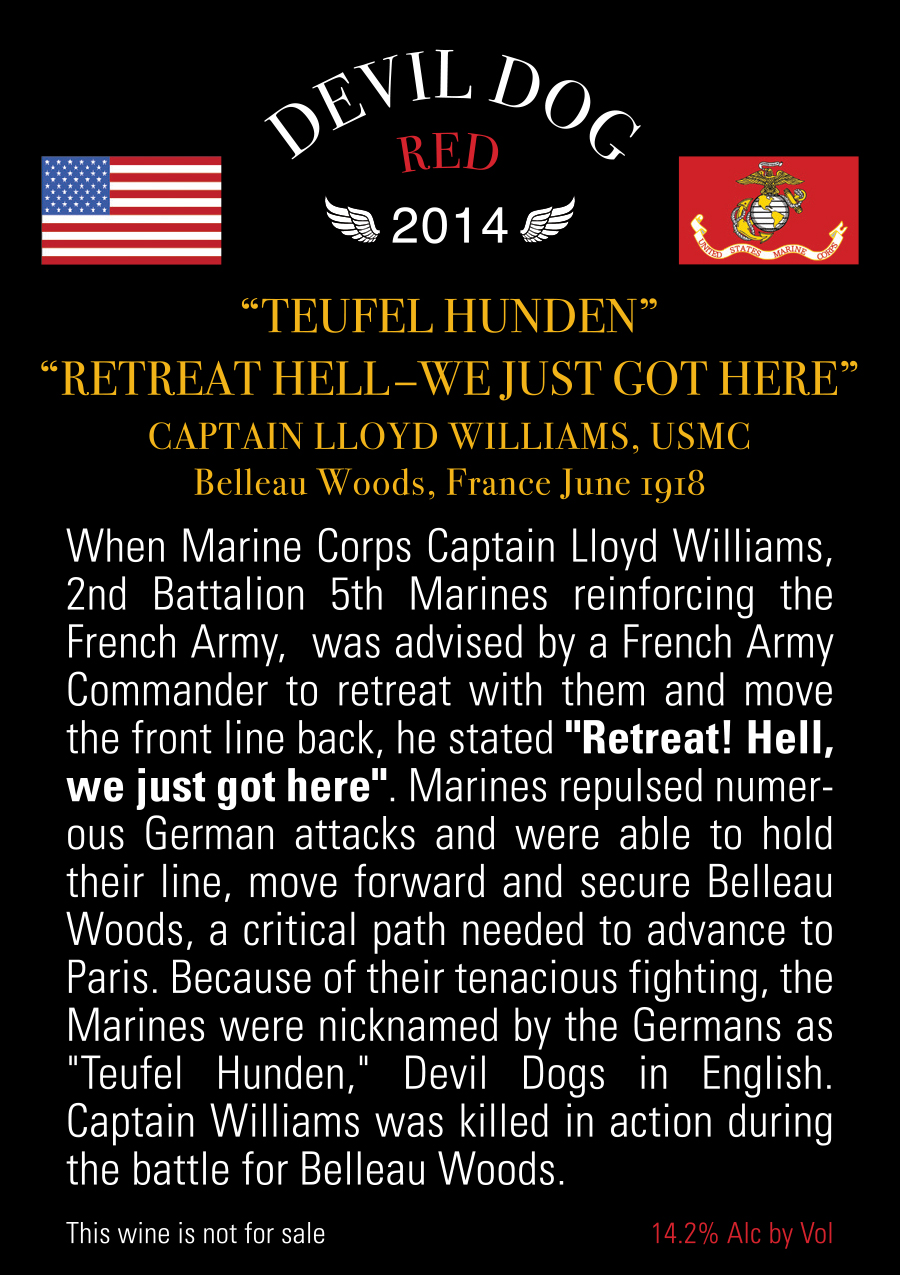 DEVIL DOG
RED
2014
UNITED STATES MARINE CORPS
“TEUFEL HUNDEN”
“RETREAT HELL–WE JUST GOT HERE”
CAPTAIN LLOYD WILLIAMS, USMC
Belleau Woods, France June 1918
When Marine Corps Captain Lloyd Williams,
2nd Battalion 5th Marines reinforcing the
French Army,  was advised by a French Army
Commander to retreat with them and move
the front line back, he stated "Retreat! Hell,
we just got here". Marines repulsed numer-
ous German attacks and were able to hold
their line, move forward and secure Belleau
Woods, a critical path needed to advance to
Paris. Because of their tenacious fighting, the
Marines were nicknamed by the Germans as
"Teufel Hunden," Devil Dogs in English.
Captain Williams was killed in action during
the battle for Belleau Woods.
This wine is not for sale
14.2% Alc by Vol